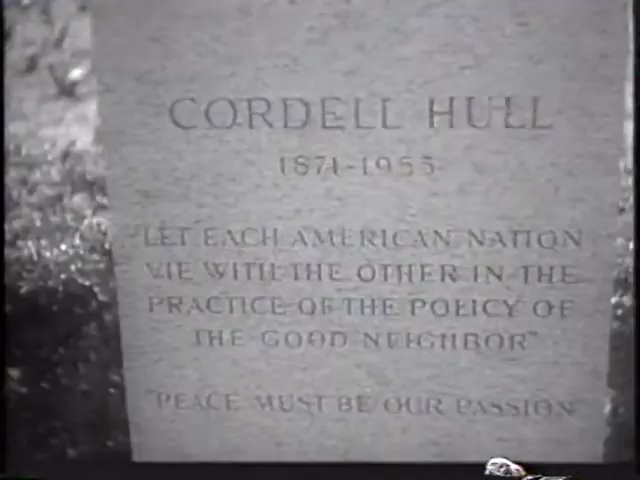 CORDELL HULL
1871-1955
"LET EACH AMERICAN NATION
VIE WITH THE OTHER IN THE
PRACTICE OF THE POLICY OF
THE GOOD NEIGHBOR"
"PEACE MUST BE OUR PASSION"